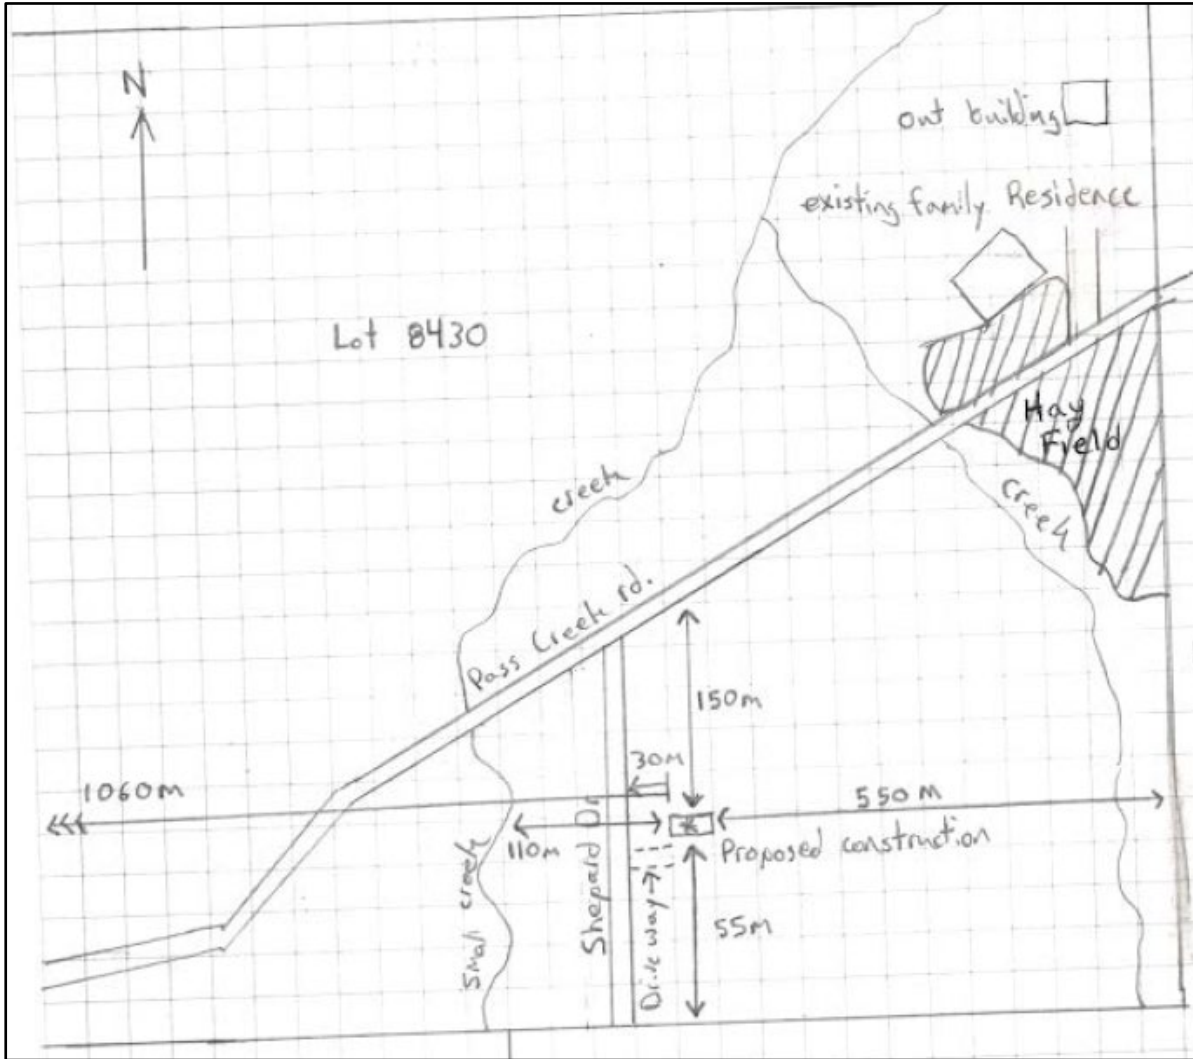 N
out building
existing family Residence
Lot 8430
Hay
Field
creek
creek
Pass Creek rd.
150m
30M
1060M
550M
110m
Proposed construction
Small creek
Shepard Dr
Drive way
55m